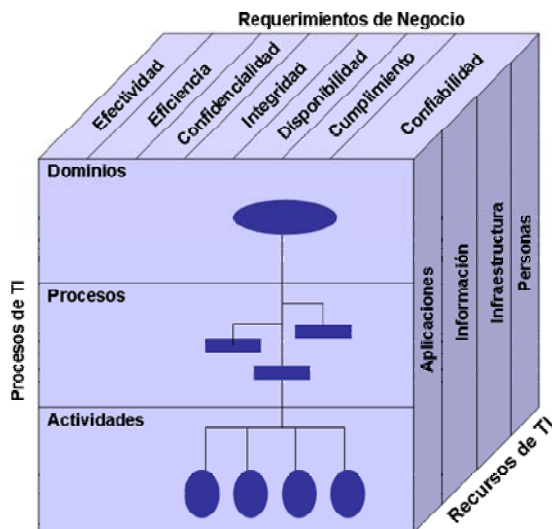 Requerimientos de Negocio
Efectividad
Eficiencia
Confidencialidad
Integridad
Disponibilidad
Cumplimiento
Confiabilidad
Dominios
Procesos
Actividades
Procesos de TI
Aplicaciones
Información
Infraestructura
Personas
Recursos de TI